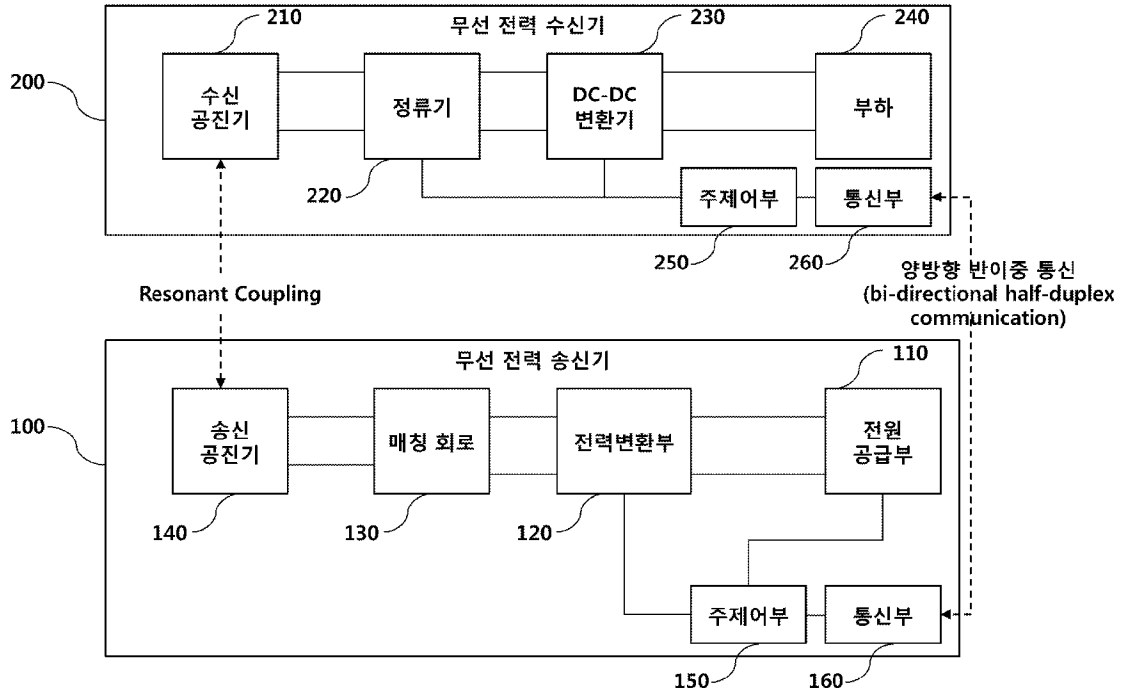 210
무선 전력 수신기
230
240
200
수신
공진기
정류기
DC-DC
변환기
부하
220
주제어부
통신부
250
260
Resonant Coupling
양방향 반이중 통신
(bi-directional half-duplex
communication)
무선 전력 송신기
110
100
송신
공진기
매칭 회로
전력변환부
전원
공급부
140
130
120
주제어부
통신부
150
160